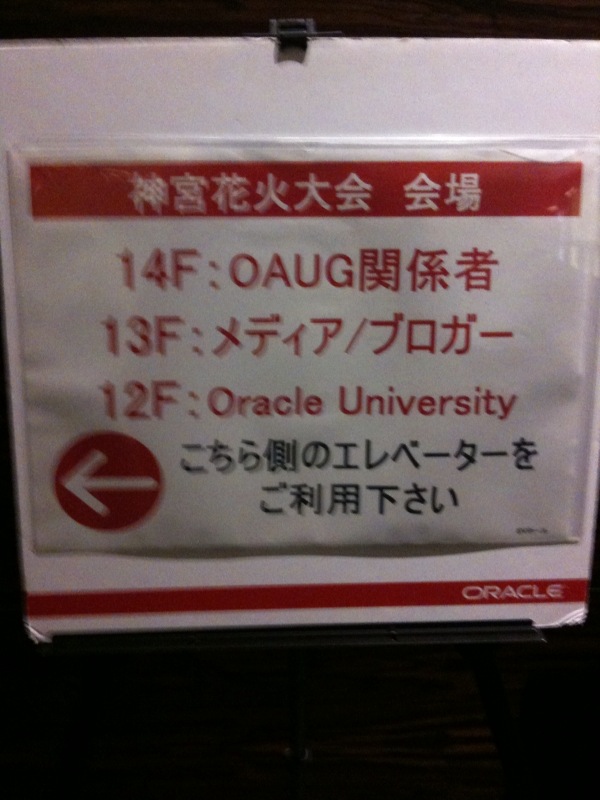 神宮花火大会 会場
14F:OAUG関係者
13F:メディア/ブロガー
12F:Oracle University
こちら側のエレベーターを
ご利用下さい
ORACLE